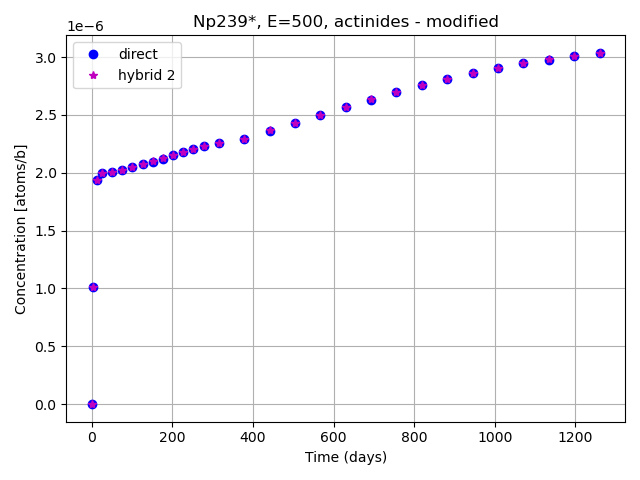 Np239*, E=500, actinides - modified
1e−6
direct
hybrid 2
3.0
2.5
2.0
1.5
1.0
0.5
0.0
Concentration [atoms/b]
0 200 400 600 800 1000 1200
Time (days)